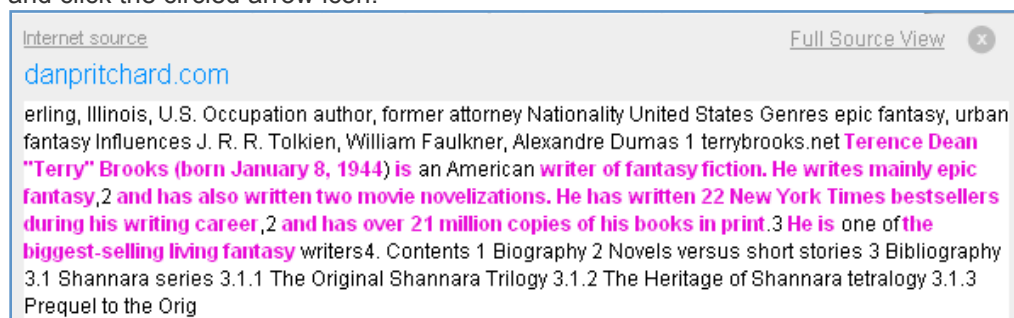 and click the circled arrow icon.
Internet source Full Source View x
danpritchard.com
erling, Illinois, U.S. Occupation author, former attorney Nationality United States Genres epic fantasy, urban
fantasy Influences J. R. R. Tolkien, William Faulkner, Alexandre Dumas 1 terrybrooks.net Terence Dean
"Terry" Brooks (born January 8, 1944) is an American writer of fantasy fiction. He writes mainly epic
fantasy,2 and has also written two movie novelizations. He has written 22 New York Times bestsellers
during his writing career,2 and has over 21 million copies of his books in print.3 He is one of the
biggest-selling living fantasy writers4. Contents 1 Biography 2 Novels versus short stories 3 Bibliography
3.1 Shannara series 3.1.1 The Original Shannara Trilogy 3.1.2 The Heritage of Shannara tetralogy 3.1.3
Prequel to the Orig